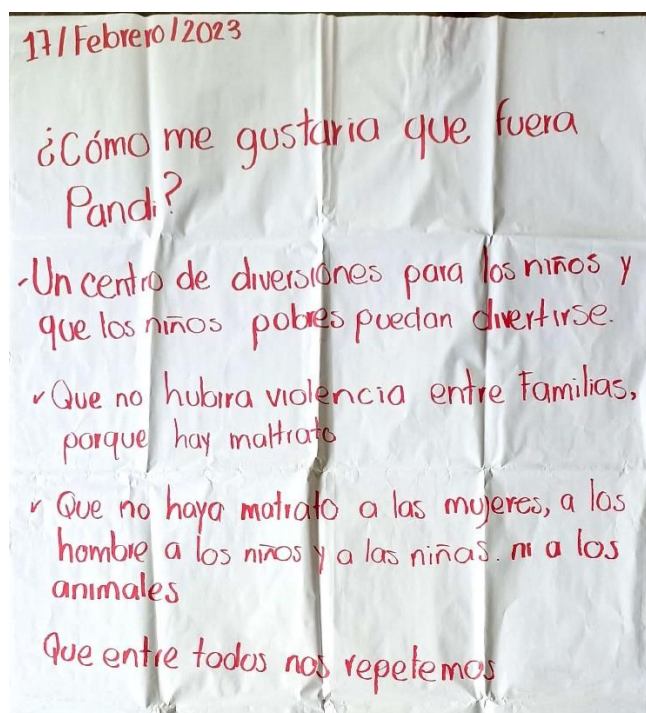 17/Febrero/2023
¿Cómo me gustaria que fuera
Pandi?
-Un centro de diversiones para los niños y
que los niños pobres puedan divertirse.
✓ Que no hubira violencia entre Familias,
porque hay maltrato
✓ Que no haya matrato a las mujeres, a los
hombre a los niños y a las niñas. ni a los
animales
Que entre todos nos repetemos